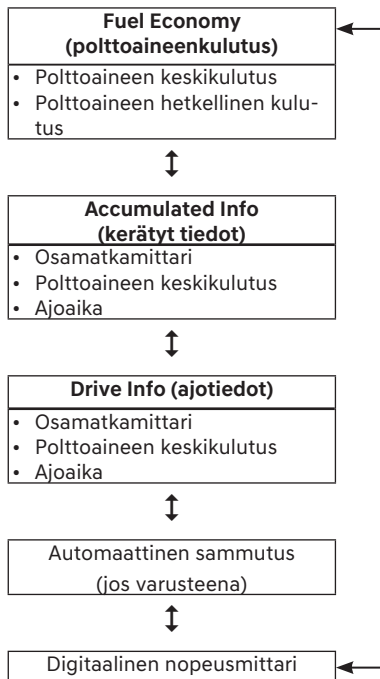 Fuel Economy
(polttoaineenkulutus)
• Polttoaineen keskikulutus
• Polttoaineen hetkellinen kulu-
tus
Accumulated Info
(kerätyt tiedot)
• Osamatkamittari
• Polttoaineen keskikulutus
• Ajoaika
Drive Info (ajotiedot)
• Osamatkamittari
• Polttoaineen keskikulutus
• Ajoaika
Automaattinen sammutus
(jos varusteena)
Digitaalinen nopeusmittari